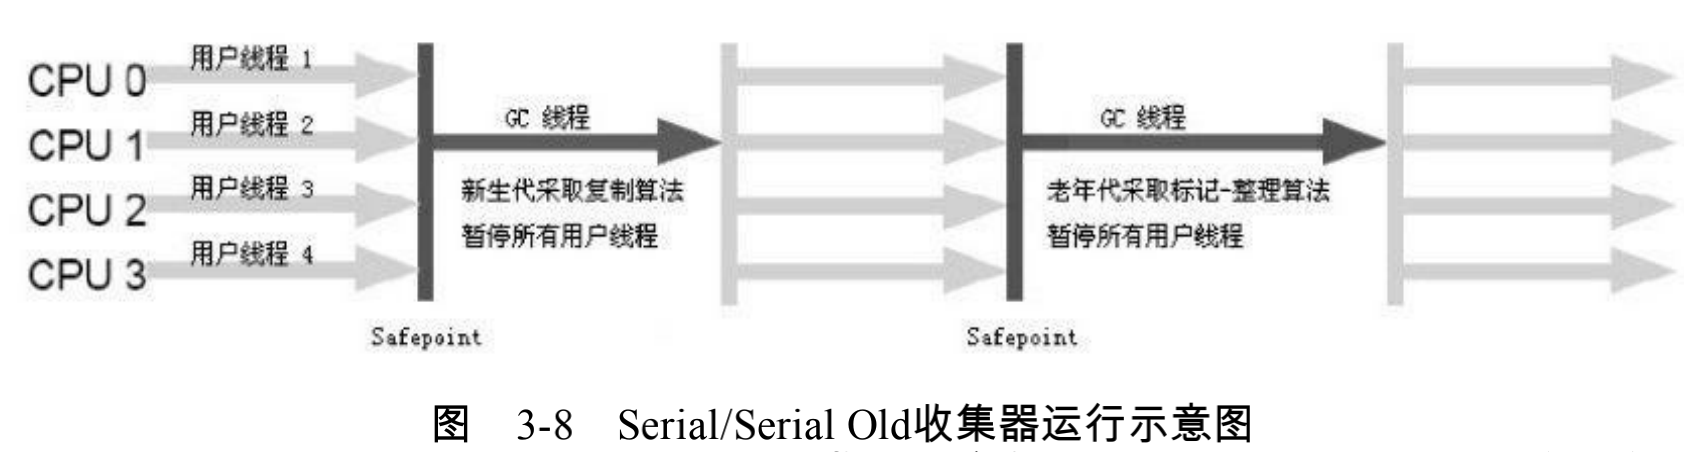 CPU 0
用户线程 1
CPU 1
用户线程 2
CPU 2
用户线程 3
CPU 3
用户线程 4
Safepoint
GC 线程
新生代采取复制算法
暂停所有用户线程
Safepoint
GC 线程
老年代采取标记-整理算法
暂停所有用户线程
图 3-8 Serial/Serial Old收集器运行示意图